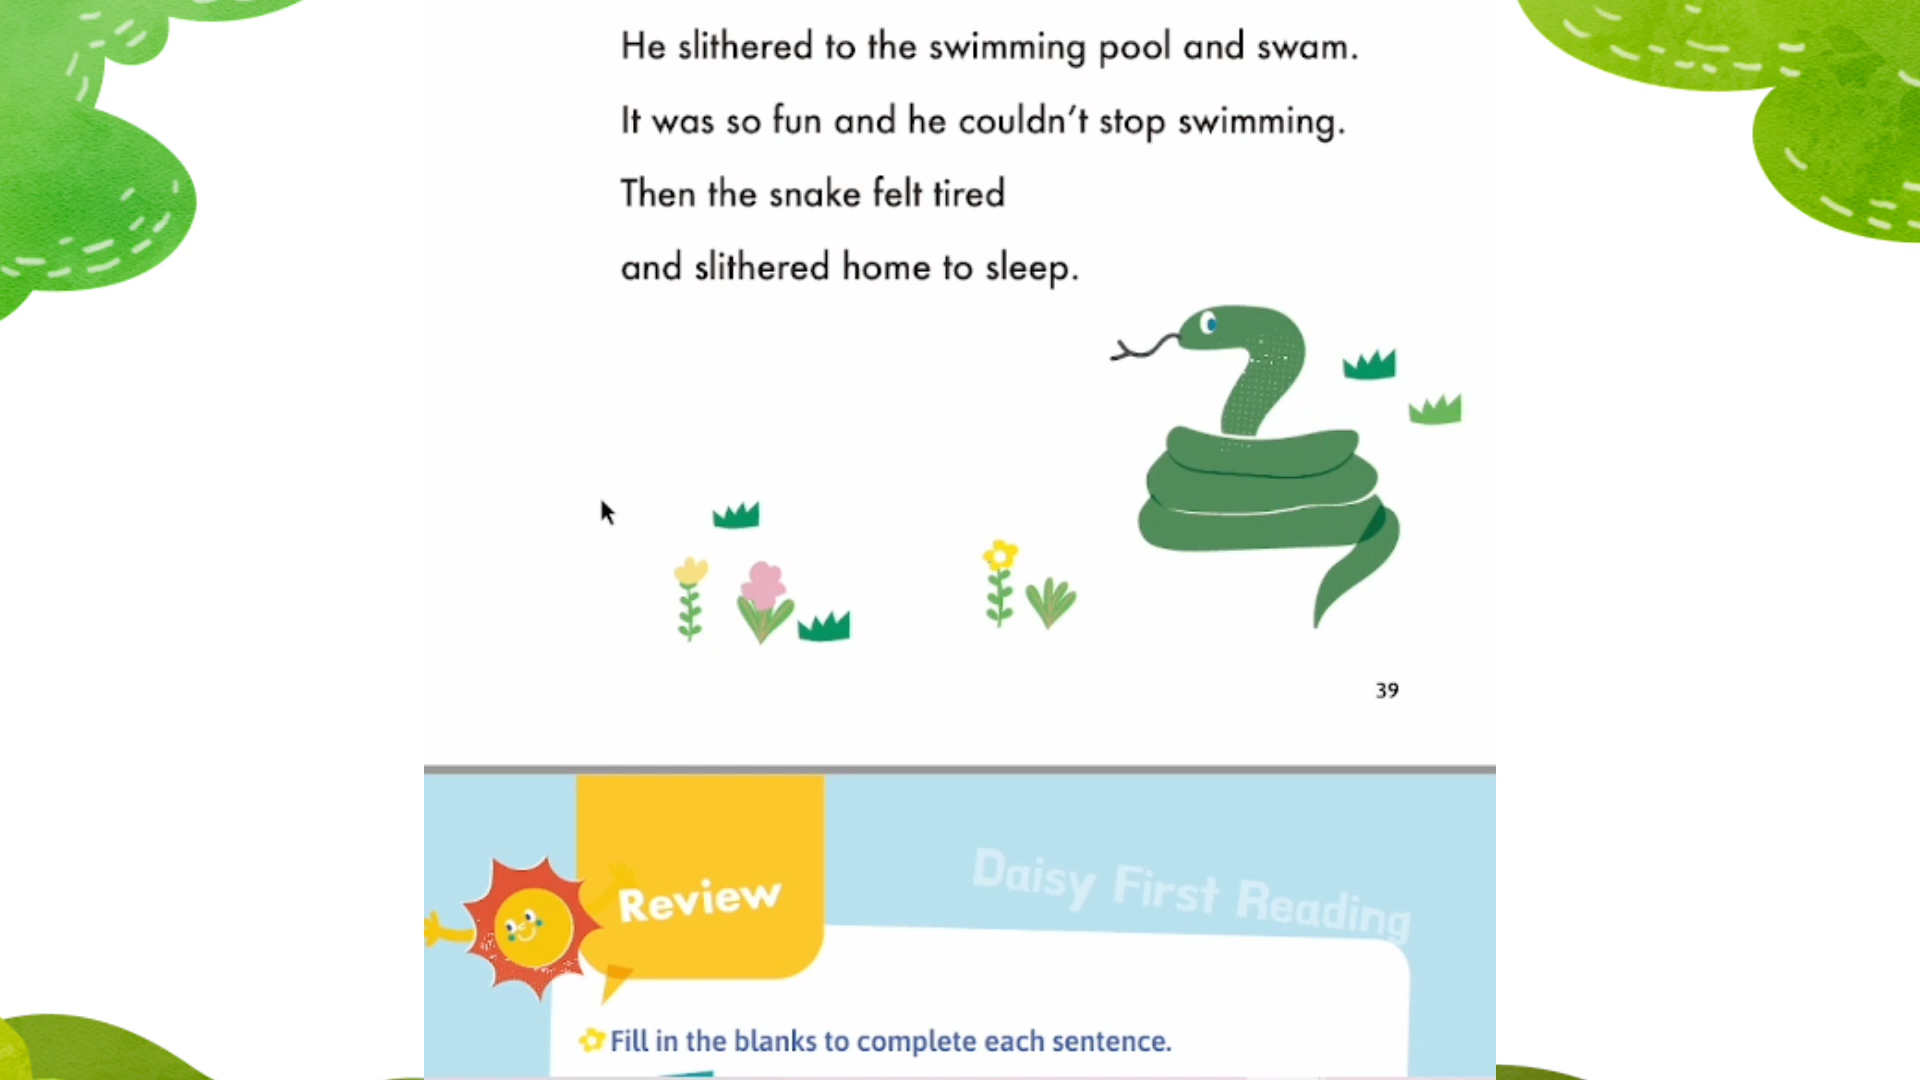 He slithered to the swimming pool and swam.
It was so fun and he couldn't stop swimming.
Then the snake felt tired
and slithered home to sleep.
39
Review
Daisy First Reading
Fill in the blanks to complete each sentence.